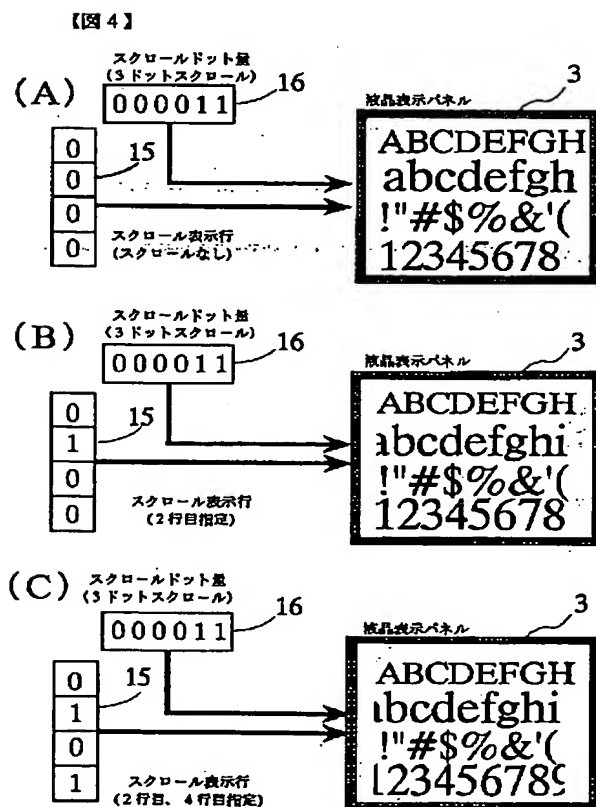 【図4】
(A)
スクロールドット量
(3ドットスクロール)
000011
16
0
0
0
0
15
スクロール表示行
(スクロールなし)
液晶表示パネル
3
ABCDEFGH
abcdefgh
!"#$%&'(
12345678
(B)
スクロールドット量
(3ドットスクロール)
000011
16
0
1
0
0
15
スクロール表示行
(2行目指定)
液晶表示パネル
3
ABCDEFGH
abcdefghi
!"#$%&'(
12345678
(C)
スクロールドット量
(3ドットスクロール)
000011
16
0
1
0
1
15
スクロール表示行
(2行目、4行目指定)
液晶表示パネル
3
ABCDEFGH
abcdefghi
!"#$%&'(
123456789